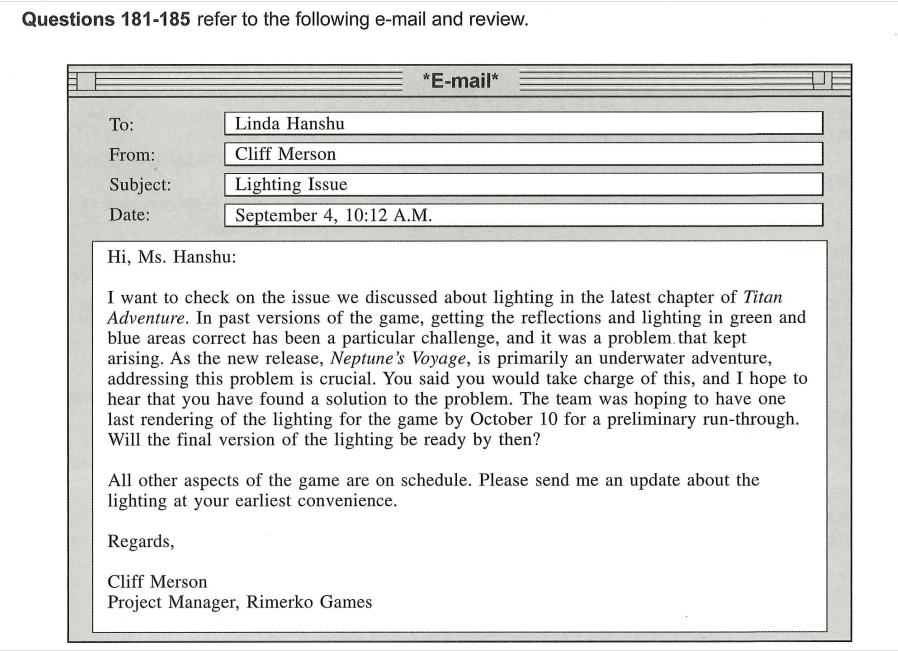 Questions 181-185 refer to the following e-mail and review.
*E-mail*
To: Linda Hanshu
From: Cliff Merson
Subject: Lighting Issue
Date: September 4, 10:12 A.M.
Hi, Ms. Hanshu:
I want to check on the issue we discussed about lighting in the latest chapter of Titan
Adventure. In past versions of the game, getting the reflections and lighting in green and
blue areas correct has been a particular challenge, and it was a problem that kept
arising. As the new release, Neptune's Voyage, is primarily an underwater adventure,
addressing this problem is crucial. You said you would take charge of this, and I hope to
hear that you have found a solution to the problem. The team was hoping to have one
last rendering of the lighting for the game by October 10 for a preliminary run-through.
Will the final version of the lighting be ready by then?
All other aspects of the game are on schedule. Please send me an update about the
lighting at your earliest convenience.
Regards,
Cliff Merson
Project Manager, Rimerko Games